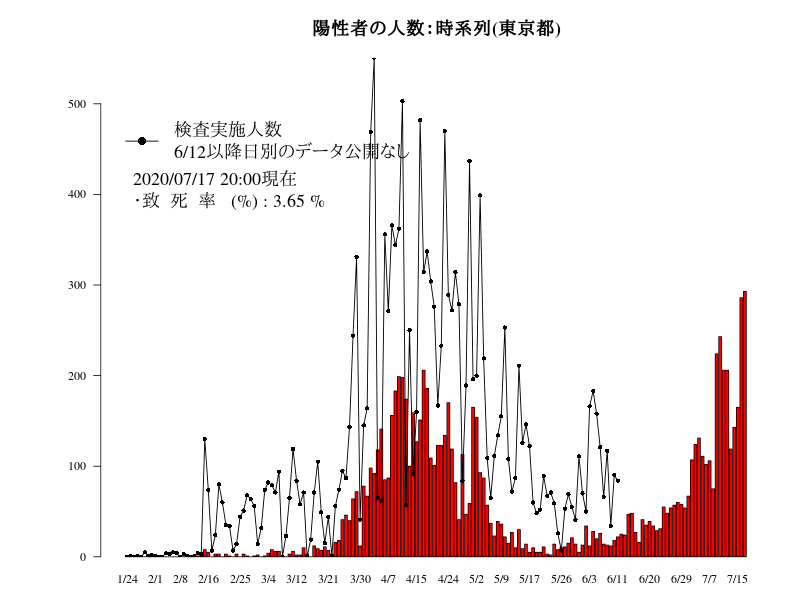 陽性者の人数：時系列(東京都)
500
400
300
200
100
0
検査実施人数
6/12以降日別のデータ公開なし
2020/07/17 20:00現在
・致 死 率 (%) : 3.65 %
1/24 2/1 2/8 2/16 2/25 3/4 3/12 3/21 3/30 4/7 4/15 4/24 5/2 5/9 5/17 5/26 6/3 6/11 6/20 6/29 7/7 7/15